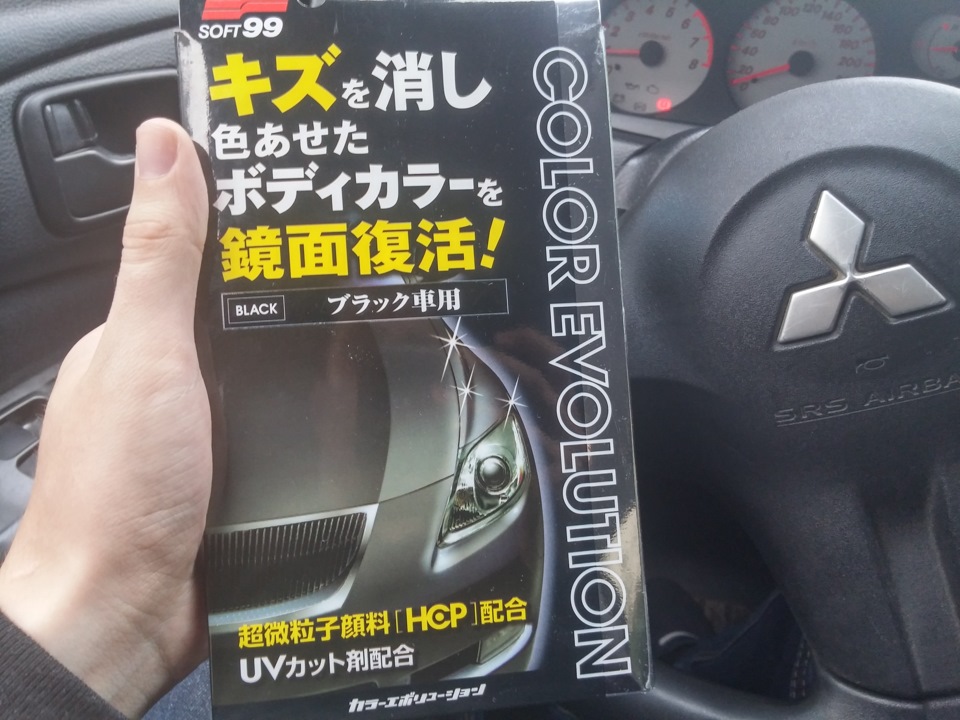 SOFT99
キズを消し
色あせた
ボディカラーを
鏡面復活!
BLACK
ブラック車用
COLOR EVOLUTION
超微粒子顔料[HCP]配合
UVカット剤配合
カラーエボリューション
SRS AIRBA